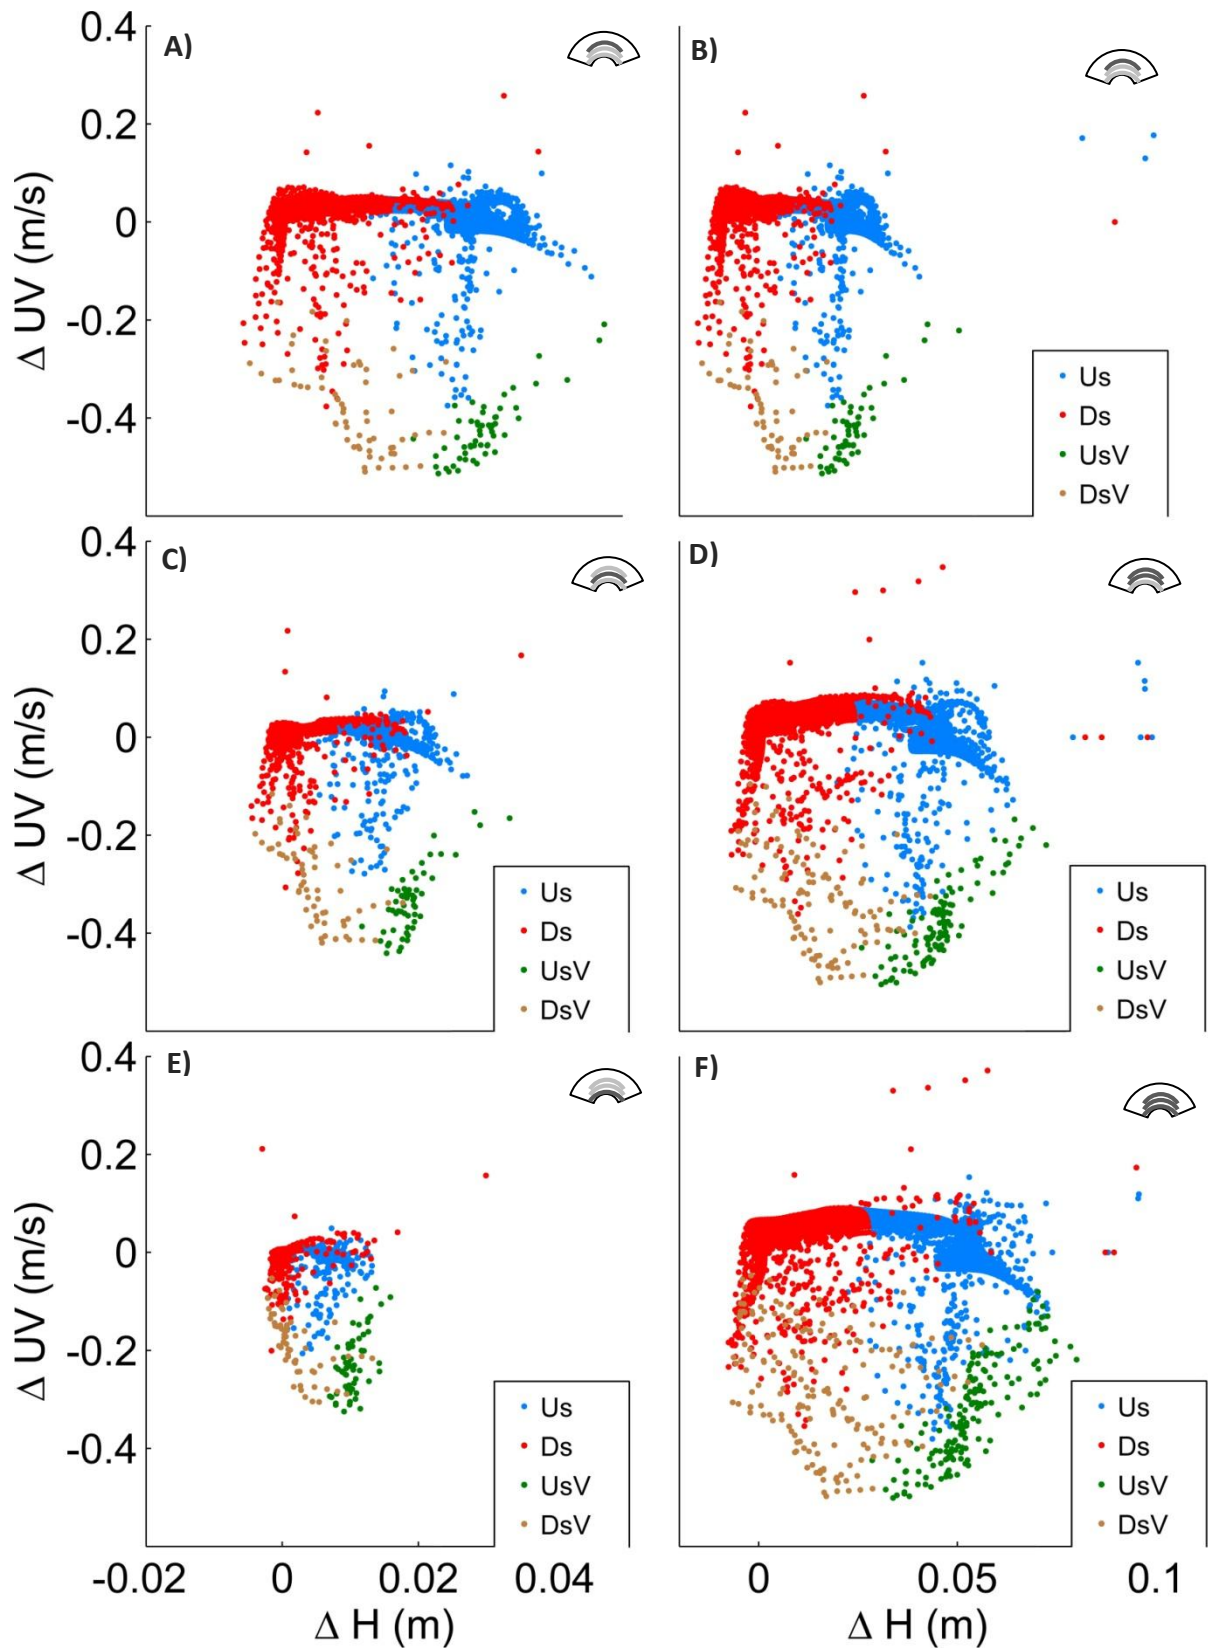 A)
B)
0.4
0.2
0
-0.2
-0.4
Δ UV (m/s)
Us
Ds
UsV
DsV
C)
D)
0.4
0.2
0
-0.2
-0.4
Δ UV (m/s)
Us
Ds
UsV
DsV
Us
Ds
UsV
DsV
E)
F)
0.4
0.2
0
-0.2
-0.4
Δ UV (m/s)
Us
Ds
UsV
DsV
Us
Ds
UsV
DsV
-0.02 0 0.02 0.04
0 0.05 0.1
Δ H (m)
Δ H (m)